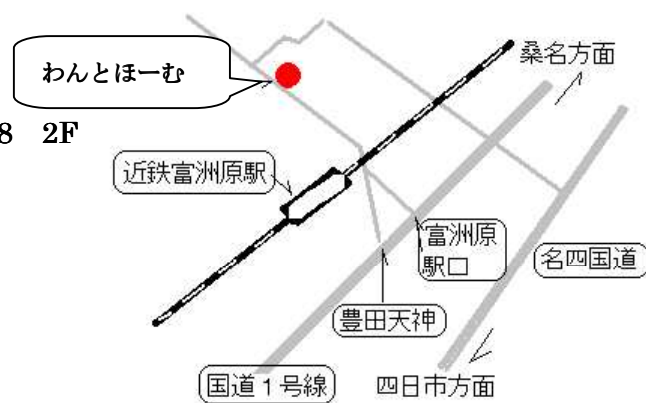 桑名方面
わんとほーむ
8 2F
近鉄富洲原駅
富洲原
駅口
名四国道
豊田天神
国道1号線
四日市方面